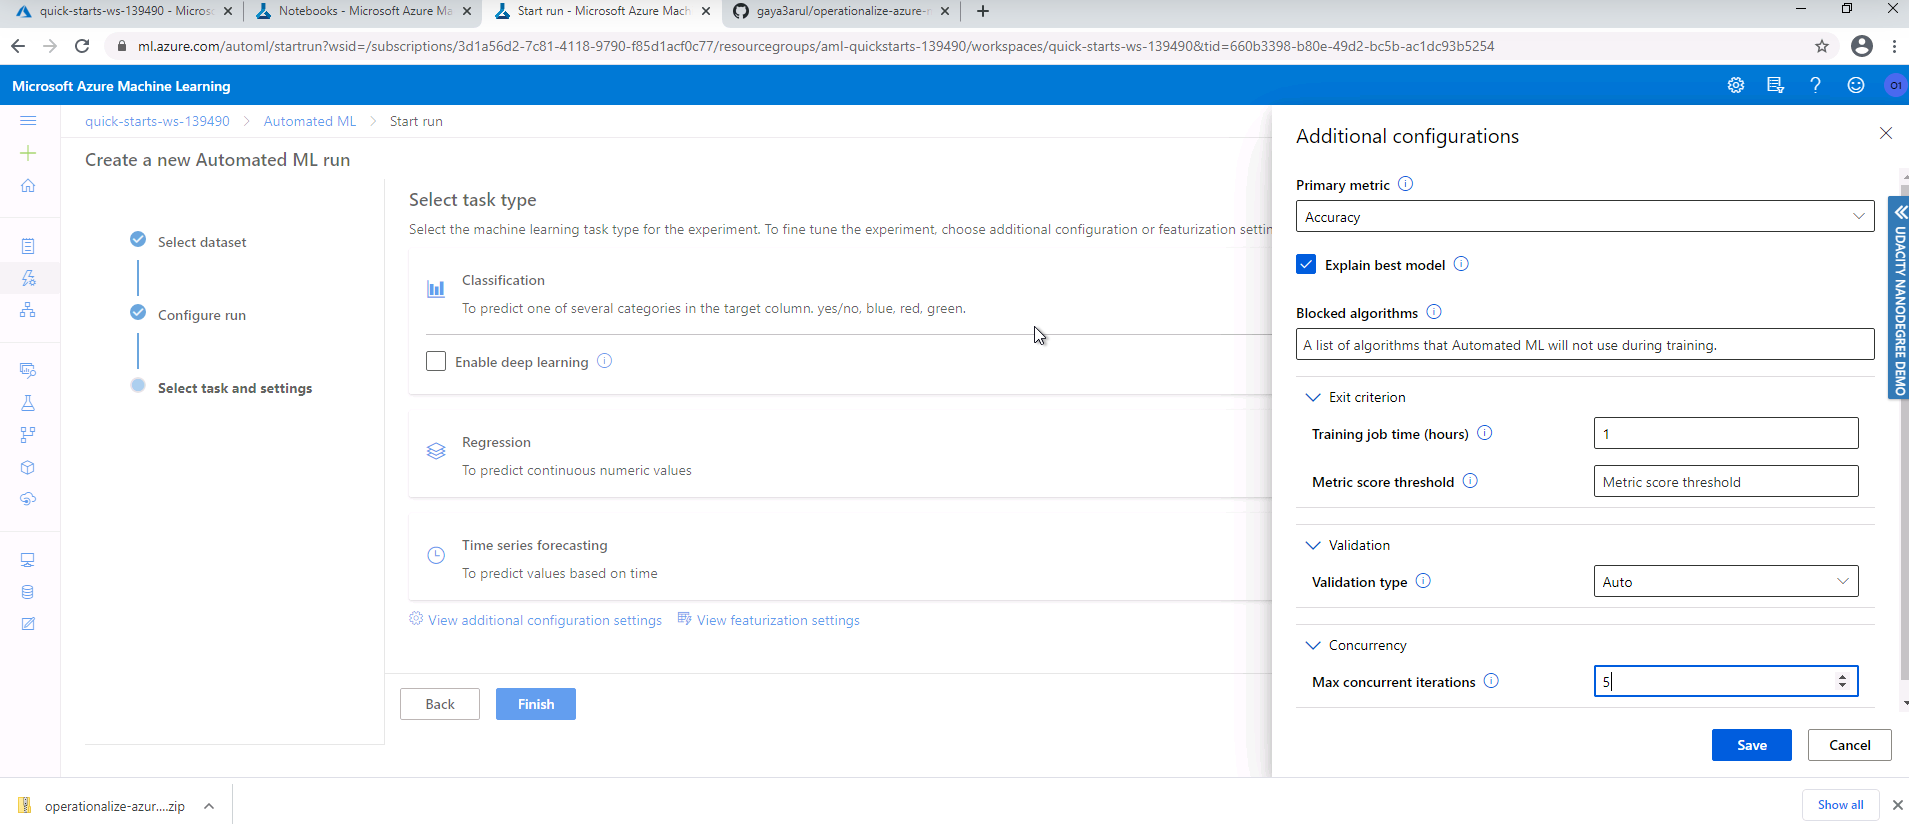 quick-starts-ws-139490 - Micros
Notebooks - Microsoft Azure Ma
Start run - Microsoft Azure Mach
gaya3arul/operationalize-azure-
ml.azure.com/automl/startrun?wsid=/subscriptions/3d1a56d2-7c81-4118-9790-f85d1acf0c77/resourcegroups/aml-quickstarts-139490/workspaces/quick-starts-ws-139490&tid=660b3398-b80e-49d2-bc5b-ac1dc93b5254
Microsoft Azure Machine Learning
O1
quick-starts-ws-139490 > Automated ML > Start run
Create a new Automated ML run
Select dataset
Configure run
Select task and settings
Select task type
Select the machine learning task type for the experiment. To fine tune the experiment, choose additional configuration or featurization settin
Classification
To predict one of several categories in the target column. yes/no, blue, red, green.
Enable deep learning
Regression
To predict continuous numeric values
Time series forecasting
To predict values based on time
View additional configuration settings
View featurization settings
Back
Finish
Additional configurations
Primary metric
Accuracy
Explain best model
Blocked algorithms
A list of algorithms that Automated ML will not use during training.
Exit criterion
Training job time (hours)
1
Metric score threshold
Metric score threshold
Validation
Validation type
Auto
Concurrency
Max concurrent iterations
5
Save
Cancel
UDACITY NANODEGREE DEMO
operationalize-azur....zip
Show all